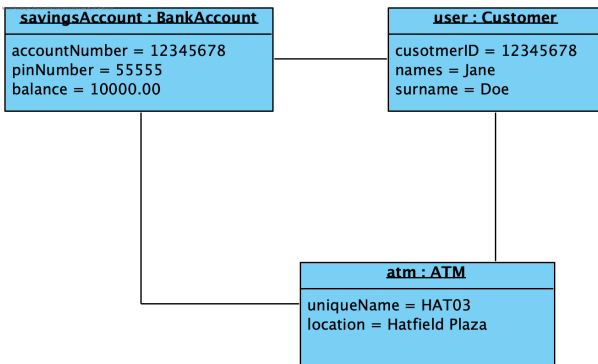 savingsAccount : BankAccount
accountNumber = 12345678
pinNumber = 55555
balance = 10000.00
user : Customer
cusotmerID = 12345678
names = Jane
surname = Doe
atm : ATM
uniqueName = HAT03
location = Hatfield Plaza